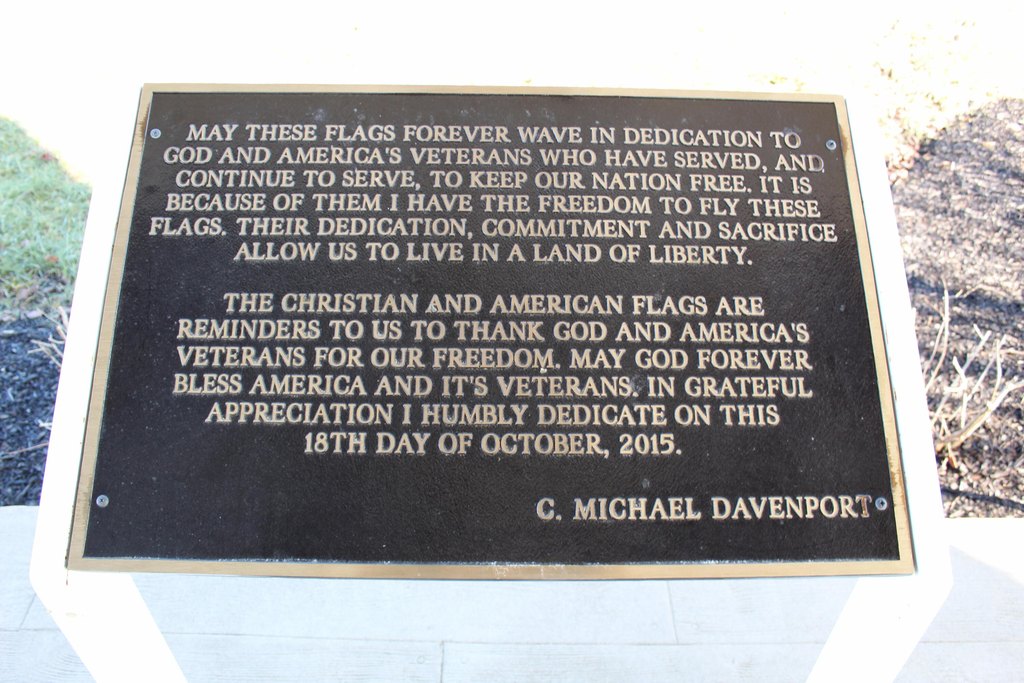 MAY THESE FLAGS FOREVER WAVE IN DEDICATION TO
GOD AND AMERICA'S VETERANS WHO HAVE SERVED, AND
CONTINUE TO SERVE, TO KEEP OUR NATION FREE. IT IS
BECAUSE OF THEM I HAVE THE FREEDOM TO FLY THESE
FLAGS. THEIR DEDICATION, COMMITMENT AND SACRIFICE
ALLOW US TO LIVE IN A LAND OF LIBERTY.
THE CHRISTIAN AND AMERICAN FLAGS ARE
REMINDERS TO US TO THANK GOD AND AMERICA'S
VETERANS FOR OUR FREEDOM. MAY GOD FOREVER
BLESS AMERICA AND IT'S VETERANS. IN GRATEFUL
APPRECIATION I HUMBLY DEDICATE ON THIS
18TH DAY OF OCTOBER, 2015.
C. MICHAEL DAVENPORT